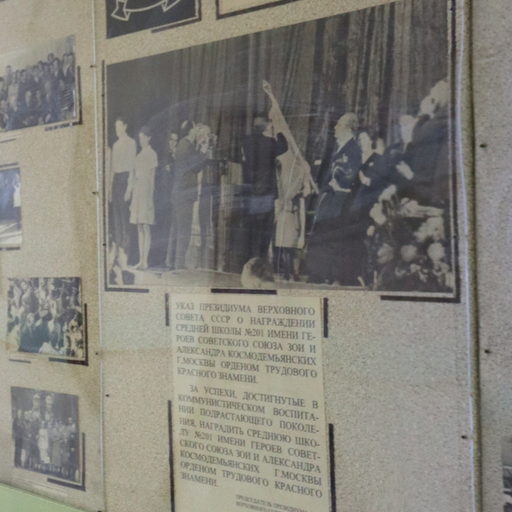 УКАЗ ПРЕЗИДИУМА ВЕРХОВНОГО
СОВЕТА СССР О НАГРАЖДЕНИИ
СРЕДНЕЙ ШКОЛЫ №201 ИМЕНИ ГЕ-
РОЕВ СОВЕТСКОГО СОЮЗА ЗОИ И
АЛЕКСАНДРА КОСМОДЕМЬЯНСКИХ
Г.МОСКВЫ ОРДЕНОМ ТРУДОВОГО
КРАСНОГО ЗНАМЕНИ.
ЗА УСПЕХИ, ДОСТИГНУТЫЕ В
КОММУНИСТИЧЕСКОМ ВОСПИТА-
НИИ ПОДРАСТАЮЩЕГО ПОКОЛЕ-
НИЯ, НАГРАДИТЬ СРЕДНЮЮ ШКО-
ЛУ №201 ИМЕНИ ГЕРОЕВ СОВЕТ-
СКОГО СОЮЗА ЗОИ И АЛЕКСАНДРА
КОСМОДЕМЬЯНСКИХ Г.МОСКВЫ
ОРДЕНОМ ТРУДОВОГО КРАСНОГО
ЗНАМЕНИ.
ПРЕДСЕДАТЕЛЬ ПРЕЗИДИУМА